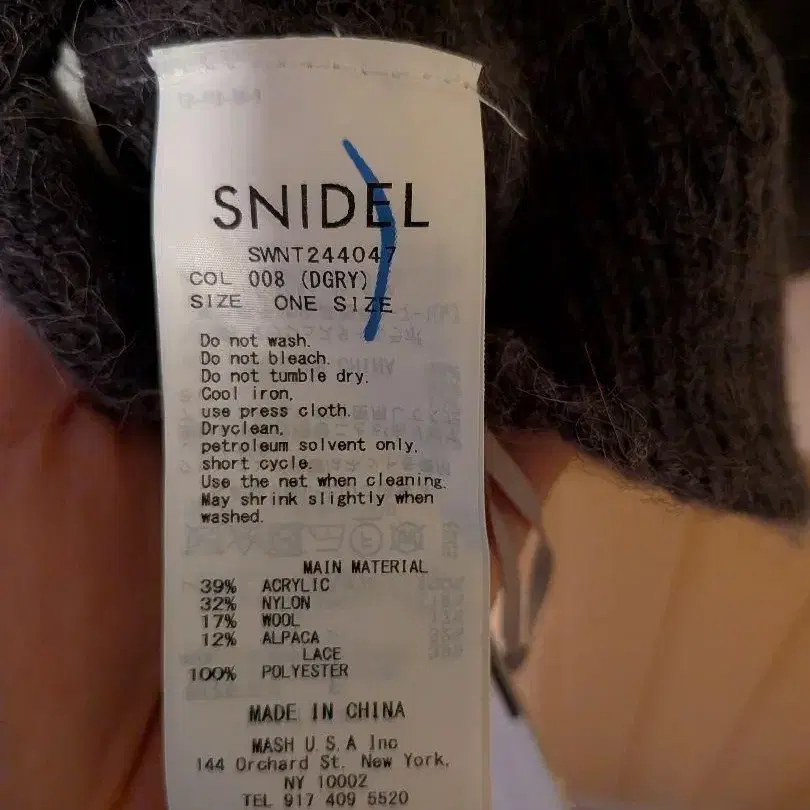 SNIDEL
SWNT244047
COL 008 (DGRY)
SIZE ONE SIZE
Do not wash.
Do not bleach.
Do not tumble dry.
Cool iron,
use press cloth.
Dryclean,
petroleum solvent only,
short cycle.
Use the net when cleaning.
May shrink slightly when
washed.
MAIN MATERIAL
39% ACRYLIC
32% NYLON
17% WOOL
12% ALPACA
LACE
100% POLYESTER
MADE IN CHINA
MASH U.S.A Inc
144 Orchard St. New York,
NY 10002
TEL 917 409 5520